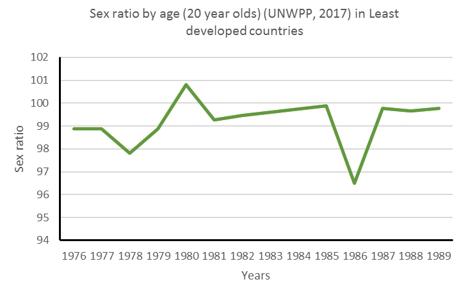 Sex ratio by age (20 year olds) (UNWPP, 2017) in Least
developed countries
102
101
100
99
98
97
96
95
94
Sex ratio
1976 1977 1978 1979 1980 1981 1982 1983 1984 1985 1986 1987 1988 1989
Years